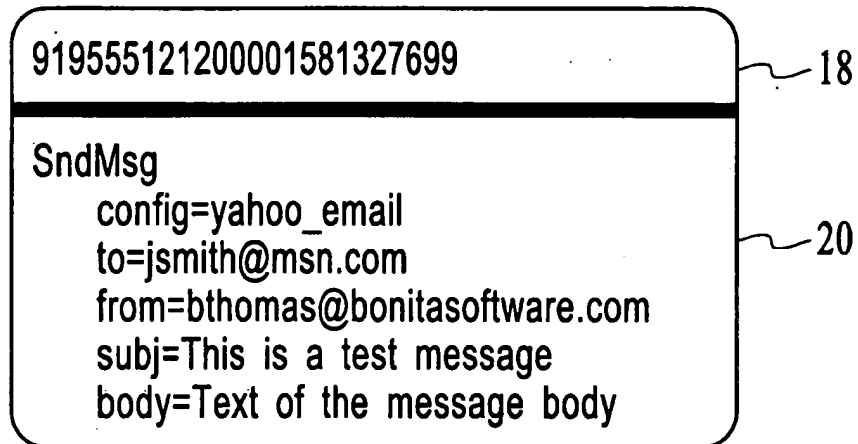 919555121200001581327699
18
SndMsg
config=yahoo_email
to=jsmith@msn.com
20
from=bthomas@bonitasoftware.com
subj=This is a test message
body=Text of the message body